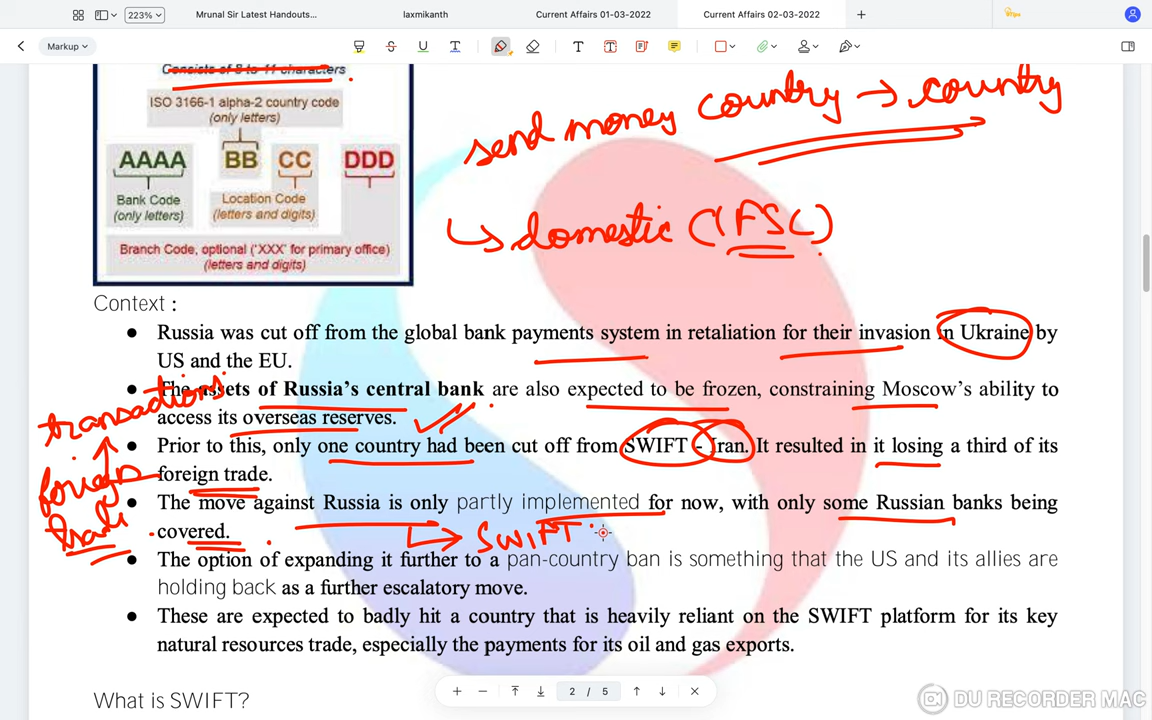 223%
Mrunal Sir Latest Handouts...
laxmikanth
Current Affairs 01-03-2022
Current Affairs 02-03-2022
Markup
Consists of 8 to 11 characters
ISO 3166-1 alpha-2 country code
(only letters)
AAAA BB CC DDD
Bank Code
(only letters)
Location Code
(letters and digits)
Branch Code, optional ('XXX' for primary office)
(letters and digits)
send money country → country
domestic (IFSC)
Context :
Russia was cut off from the global bank payments system in retaliation for their invasion in Ukraine by
US and the EU.
The assets of Russia's central bank are also expected to be frozen, constraining Moscow's ability to
access its overseas reserves.
Prior to this, only one country had been cut off from SWIFT - Iran. It resulted in it losing a third of its
foreign trade.
The move against Russia is only partly implemented for now, with only some Russian banks being
covered.
The option of expanding it further to a pan-country ban is something that the US and its allies are
holding back as a further escalatory move.
These are expected to badly hit a country that is heavily reliant on the SWIFT platform for its key
natural resources trade, especially the payments for its oil and gas exports.
transactions
foreign
trade
SWIFT
What is SWIFT?
2 / 5
DU RECORDER MAC